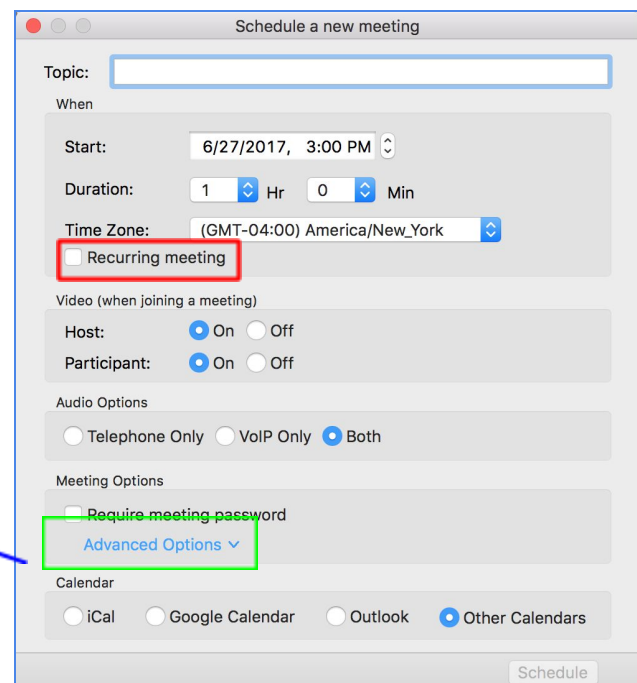 Schedule a new meeting
Topic:
When
Start: 6/27/2017, 3:00 PM
Duration: 1 Hr 0 Min
Time Zone: (GMT-04:00) America/New_York
Recurring meeting
Video (when joining a meeting)
Host: On Off
Participant: On Off
Audio Options
Telephone Only VoIP Only Both
Meeting Options
Require meeting password
Advanced Options
Calendar
iCal Google Calendar Outlook Other Calendars
Schedule